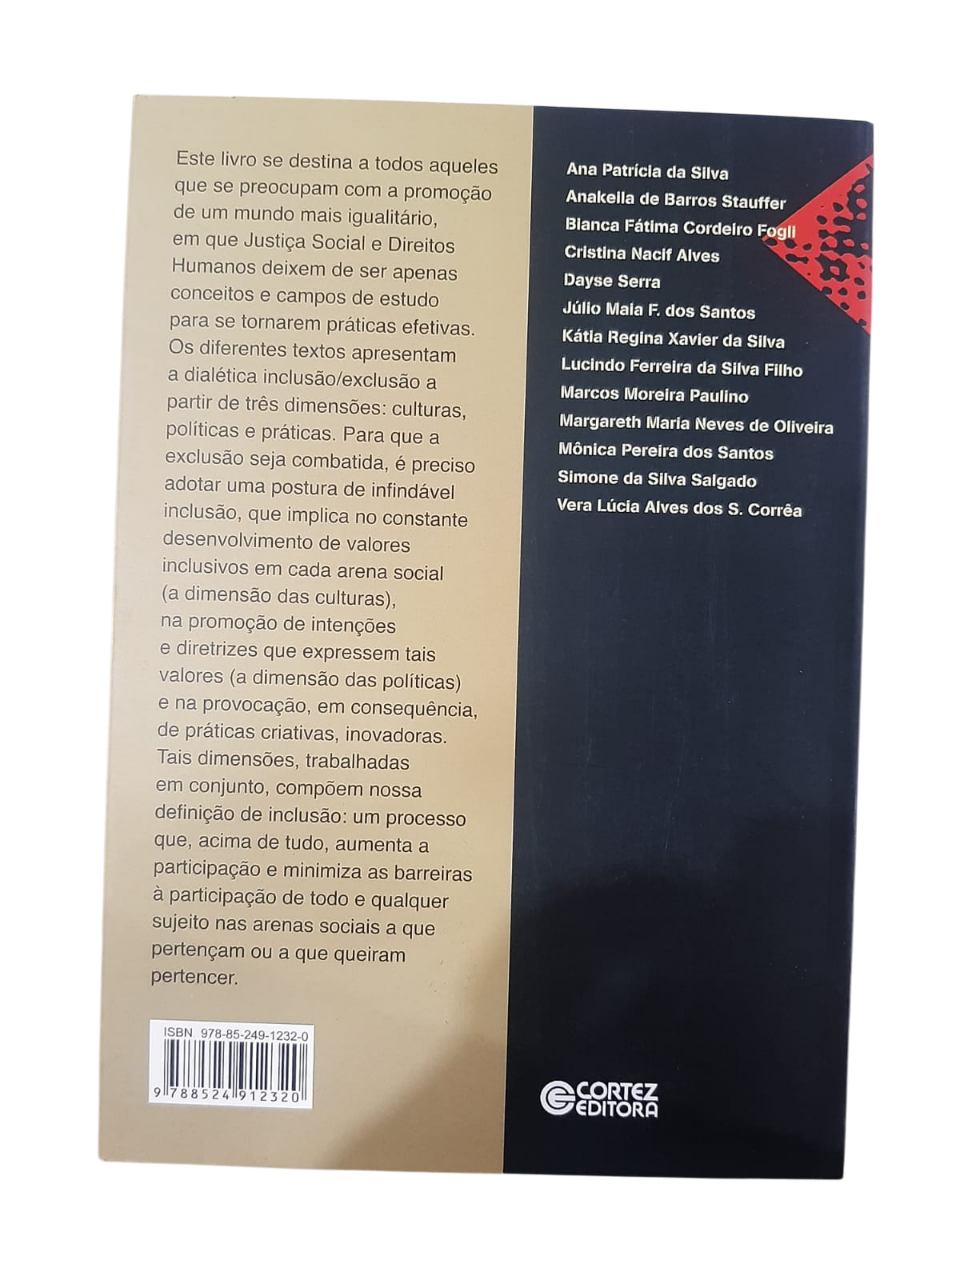 Este livro se destina a todos aqueles
que se preocupam com a promoção
de um mundo mais igualitário,
em que Justiça Social e Direitos
Humanos deixem de ser apenas
conceitos e campos de estudo
para se tornarem práticas efetivas.
Os diferentes textos apresentam
a dialética inclusão/exclusão a
partir de três dimensões: culturas,
políticas e práticas. Para que a
exclusão seja combatida, é preciso
adotar uma postura de infindável
inclusão, que implica no constante
desenvolvimento de valores
inclusivos em cada arena social
(a dimensão das culturas),
na promoção de intenções
e diretrizes que expressem tais
valores (a dimensão das políticas)
e na provocação, em consequência,
de práticas criativas, inovadoras.
Tais dimensões, trabalhadas
em conjunto, compõem nossa
definição de inclusão: um processo
que, acima de tudo, aumenta a
participação e minimiza as barreiras
à participação de todo e qualquer
sujeito nas arenas sociais a que
pertençam ou a que queiram
pertencer.
ISBN 978-85-249-1232-0
9 788524 912320
Ana Patrícia da Silva
Anakeila de Barros Stauffer
Bianca Fátima Cordeiro Fogli
Cristina Nacif Alves
Dayse Serra
Júlio Maia F. dos Santos
Kátia Regina Xavier da Silva
Lucindo Ferreira da Silva Filho
Marcos Moreira Paulino
Margareth Maria Neves de Oliveira
Mônica Pereira dos Santos
Simone da Silva Salgado
Vera Lúcia Alves dos S. Corrêa
CORTEZ
EDITORA